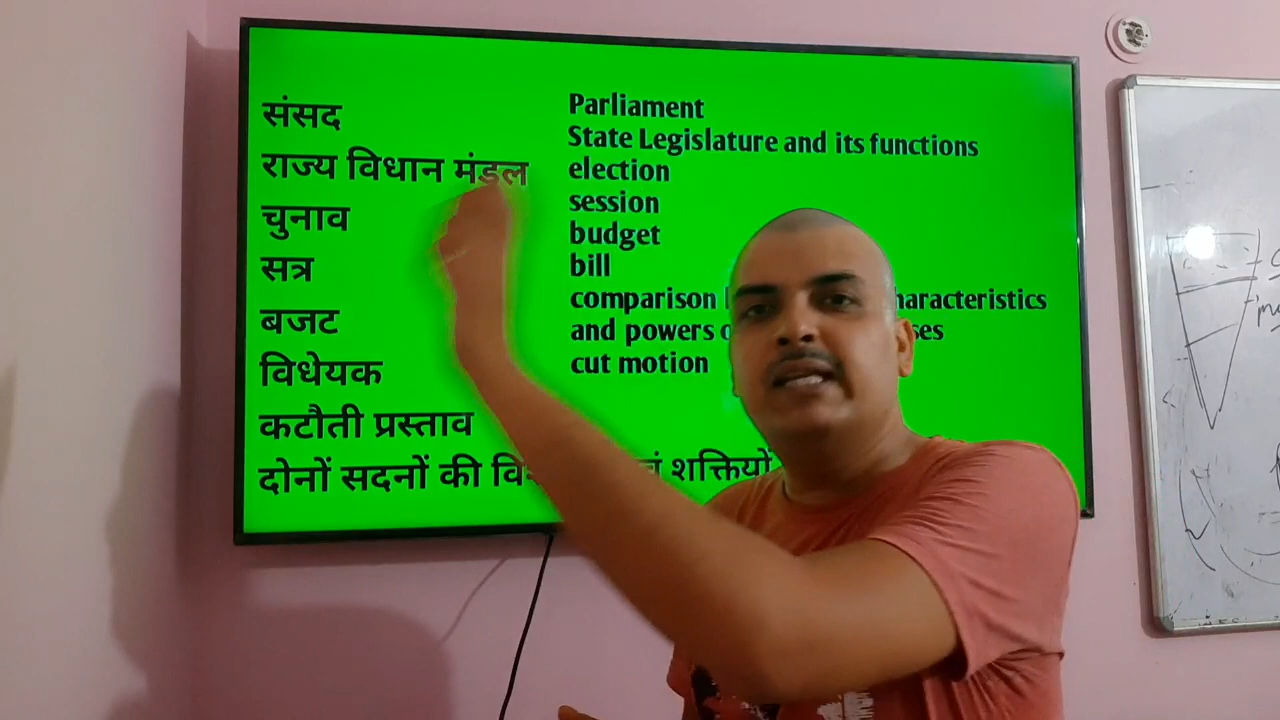 संसद
राज्य विधान मंडल
चुनाव
सत्र
बजट
विधेयक
कटौती प्रस्ताव
दोनों सदनों की शक्तियों
Parliament
State Legislature and its functions
election
session
budget
bill
comparison
and powers
cut motion